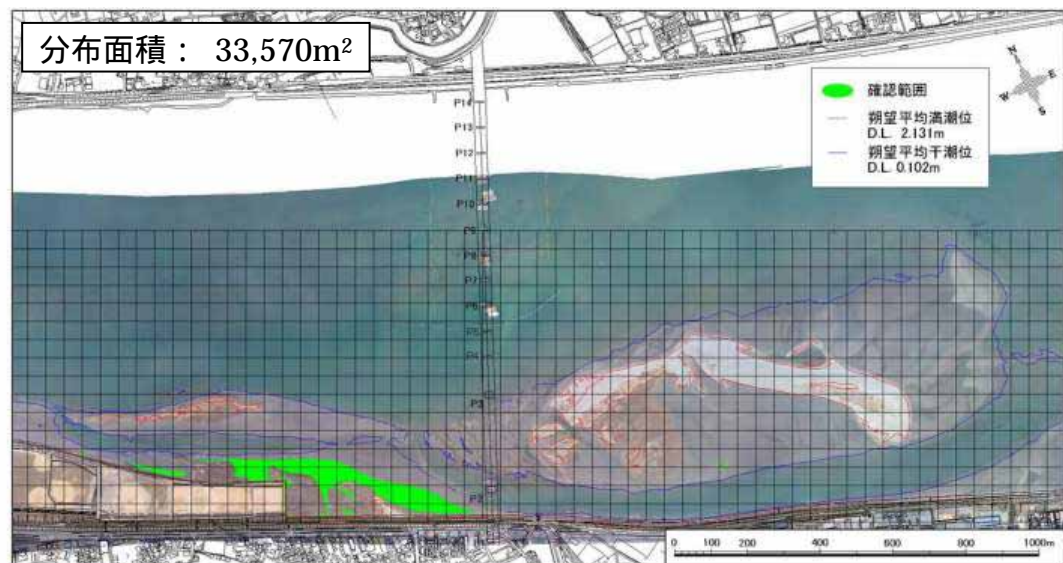 分布面積： 33,570m²
N
E
W
S
確認範囲
朔望平均満潮位
D.L. 2.131m
朔望平均干潮位
D.L. 0.102m
P14
P13
P12
P11
P10
P9
P8
P7
P6
P5
P4
P3
P2
0 100 200 400 600 800 1000m